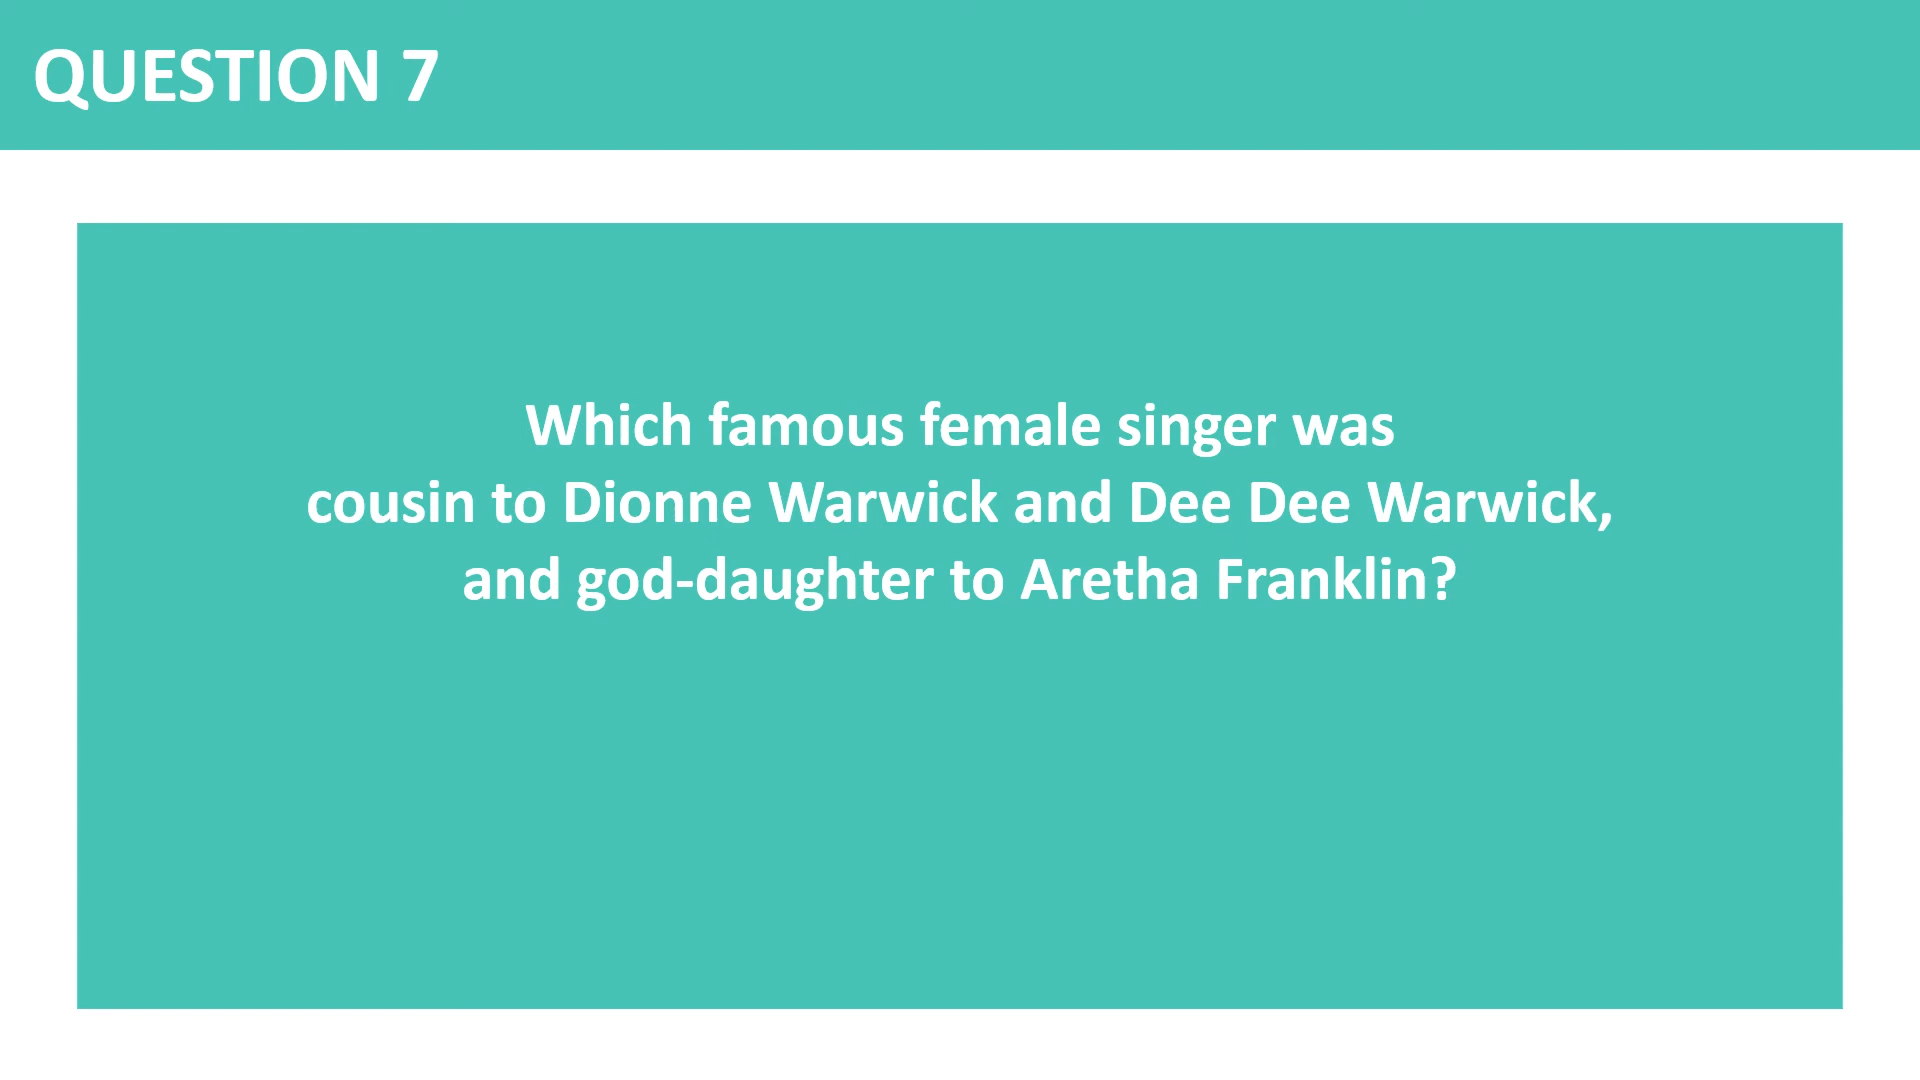 QUESTION 7
Which famous female singer was
cousin to Dionne Warwick and Dee Dee Warwick,
and god-daughter to Aretha Franklin?